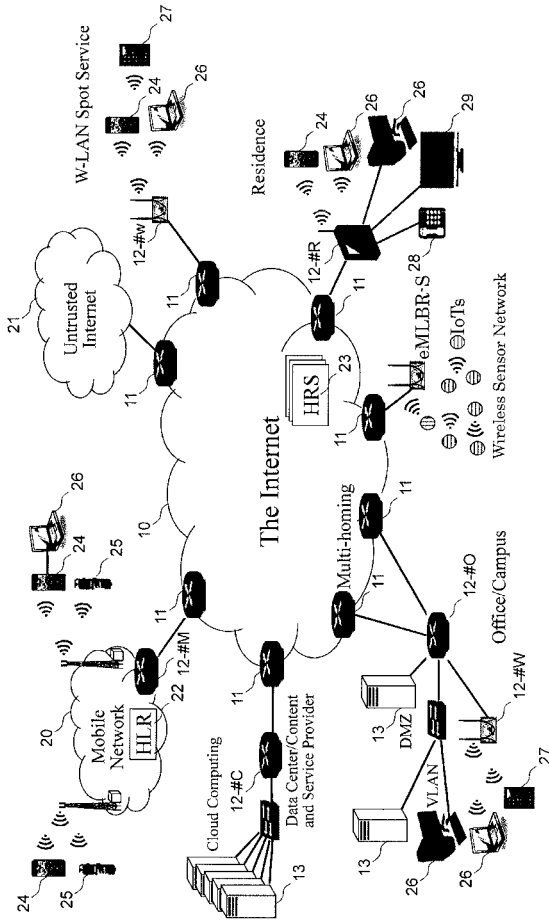 21
Untrusted
Internet
W-LAN Spot Service
27
24
26
12-#w
11
11
20
24
26
25
Mobile
Network
HLR
22
12-#M
11
10
24
25
The Internet
HRS
23
11
Residence
24
26
26
12-#R
29
28
eMLBR-S
11
IoTs
Wireless Sensor Network
Cloud Computing
12-#C
11
13
Data Center/Content
and Service Provider
Multi-homing
11
11
12-#O
Office/Campus
13
DMZ
12-#W
13
VLAN
26
26
27